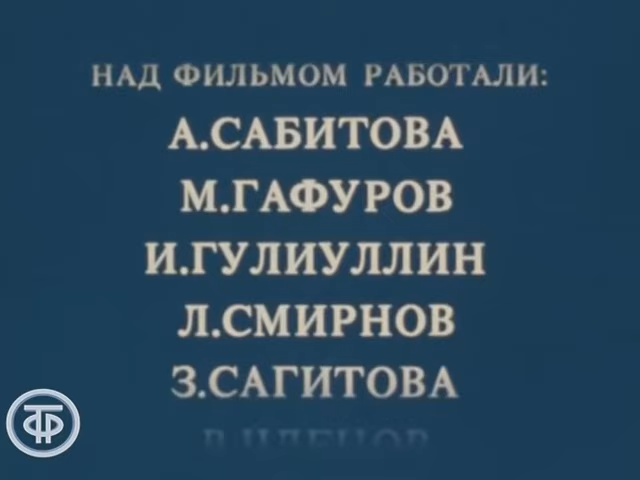 НАД ФИЛЬМОМ РАБОТАЛИ:
А.САБИТОВА
М.ГАФУРОВ
И.ГУЛИУЛЛИН
Л.СМИРНОВ
З.САГИТОВА